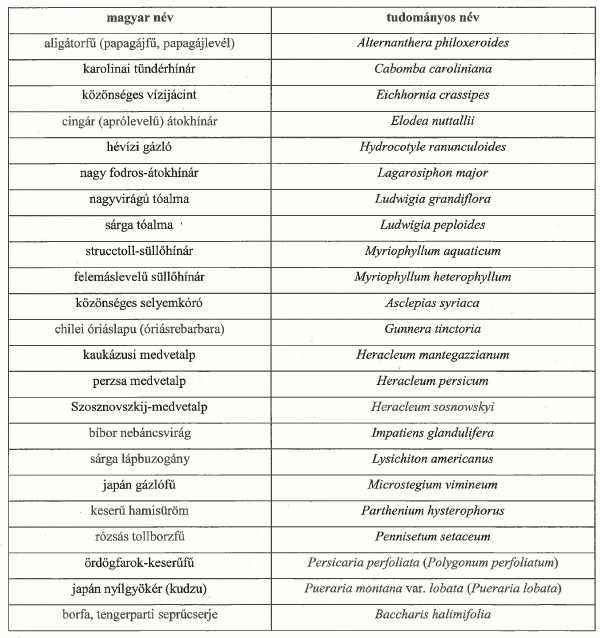 magyar név tudományos név
aligátorfű (papagájfű, papagájlevél) Alternanthera philoxeroides
karolinai tündérhínár Cabomba caroliniana
közönséges vízijácint Eichhornia crassipes
cingár (aprólevelű) átokhínár Elodea nuttallii
hévízi gázló Hydrocotyle ranunculoides
nagy fodros-átokhínár Lagarosiphon major
nagyvirágú tóalma Ludwigia grandiflora
sárga tóalma Ludwigia peploides
strucctoll-süllőhínár Myriophyllum aquaticum
felemáslevelű süllőhínár Myriophyllum heterophyllum
közönséges selyemkóró Asclepias syriaca
chilei óriáslapu (óriásrebarbara) Gunnera tinctoria
kaukázusi medvetalp Heracleum mantegazzianum
perzsa medvetalp Heracleum persicum
Szosznovszkij-medvetalp Heracleum sosnowskyi
bíbor nebáncsvirág Impatiens glandulifera
sárga lápbuzogány Lysichiton americanus
japán gázlófű Microstegium vimineum
keserű hamisüröm Parthenium hysterophorus
rózsás tollborzfű Pennisetum setaceum
ördögfarok-keserűfű Persicaria perfoliata (Polygonum perfoliatum)
japán nyílgyökér (kudzu) Pueraria montana var. lobata (Pueraria lobata)
borfa, tengerparti seprűcserje Baccharis halimifolia